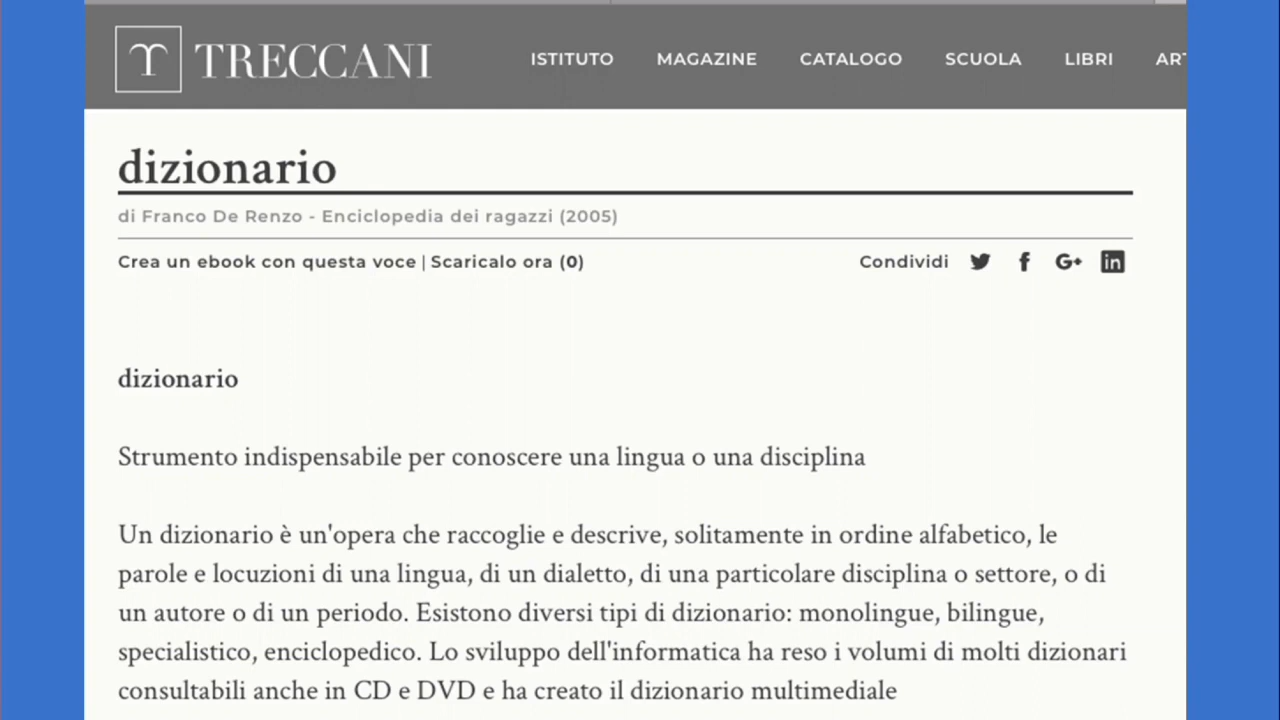 TRECCANI
ISTITUTO MAGAZINE CATALOGO SCUOLA LIBRI
dizionario
di Franco De Renzo - Enciclopedia dei ragazzi (2005)
Crea un ebook con questa voce | Scaricalo ora (0) Condividi
dizionario
Strumento indispensabile per conoscere una lingua o una disciplina
Un dizionario è un'opera che raccoglie e descrive, solitamente in ordine alfabetico, le
parole e locuzioni di una lingua, di un dialetto, di una particolare disciplina o settore, o di
un autore o di un periodo. Esistono diversi tipi di dizionario: monolingue, bilingue,
specialistico, enciclopedico. Lo sviluppo dell'informatica ha reso i volumi di molti dizionari
consultabili anche in CD e DVD e ha creato il dizionario multimediale